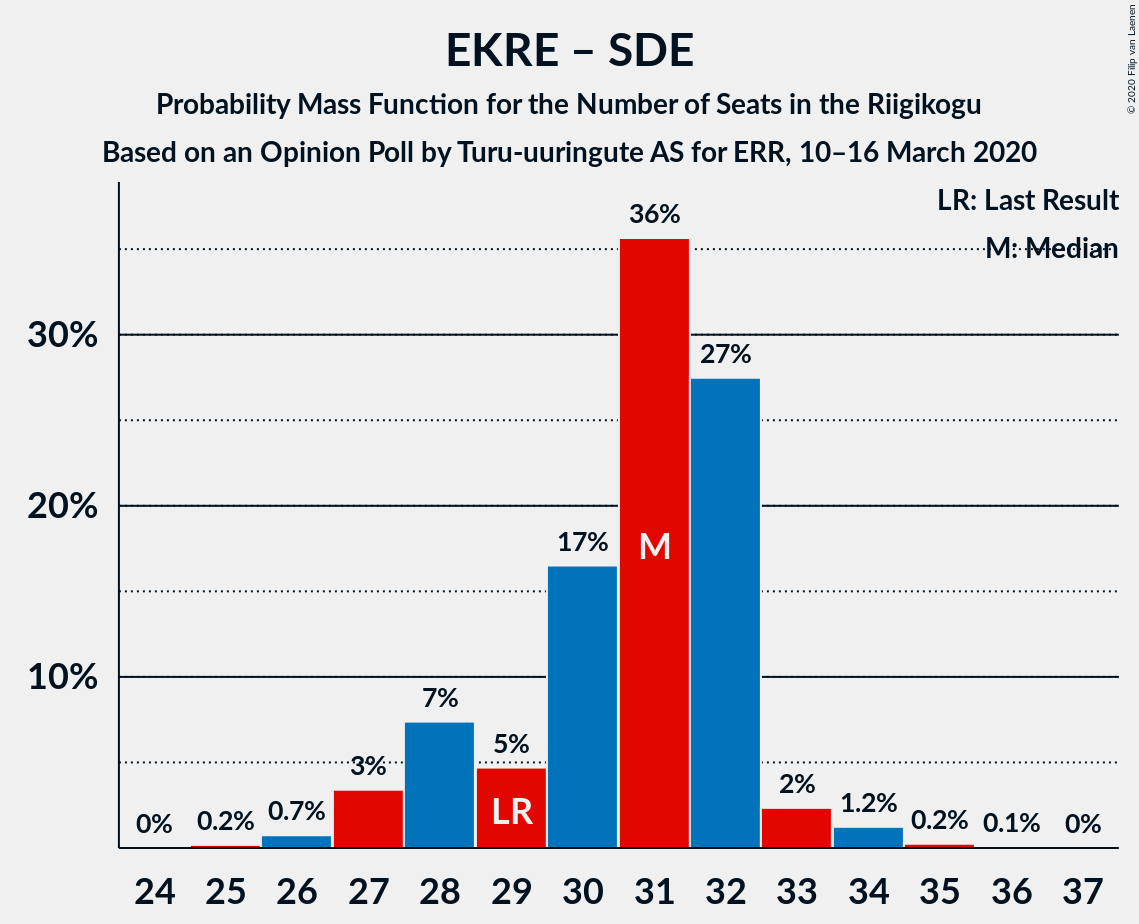 EKRE – SDE
Probability Mass Function for the Number of Seats in the Riigikogu
Based on an Opinion Poll by Turu-uuringute AS for ERR, 10–16 March 2020
© 2020 Filip van Laenen
LR: Last Result
M: Median
30%
20%
10%
0%
0.2%
0.7%
3%
7%
5%
17%
36%
27%
2%
1.2%
0.2%
0.1%
0%
LR
M
24 25 26 27 28 29 30 31 32 33 34 35 36 37